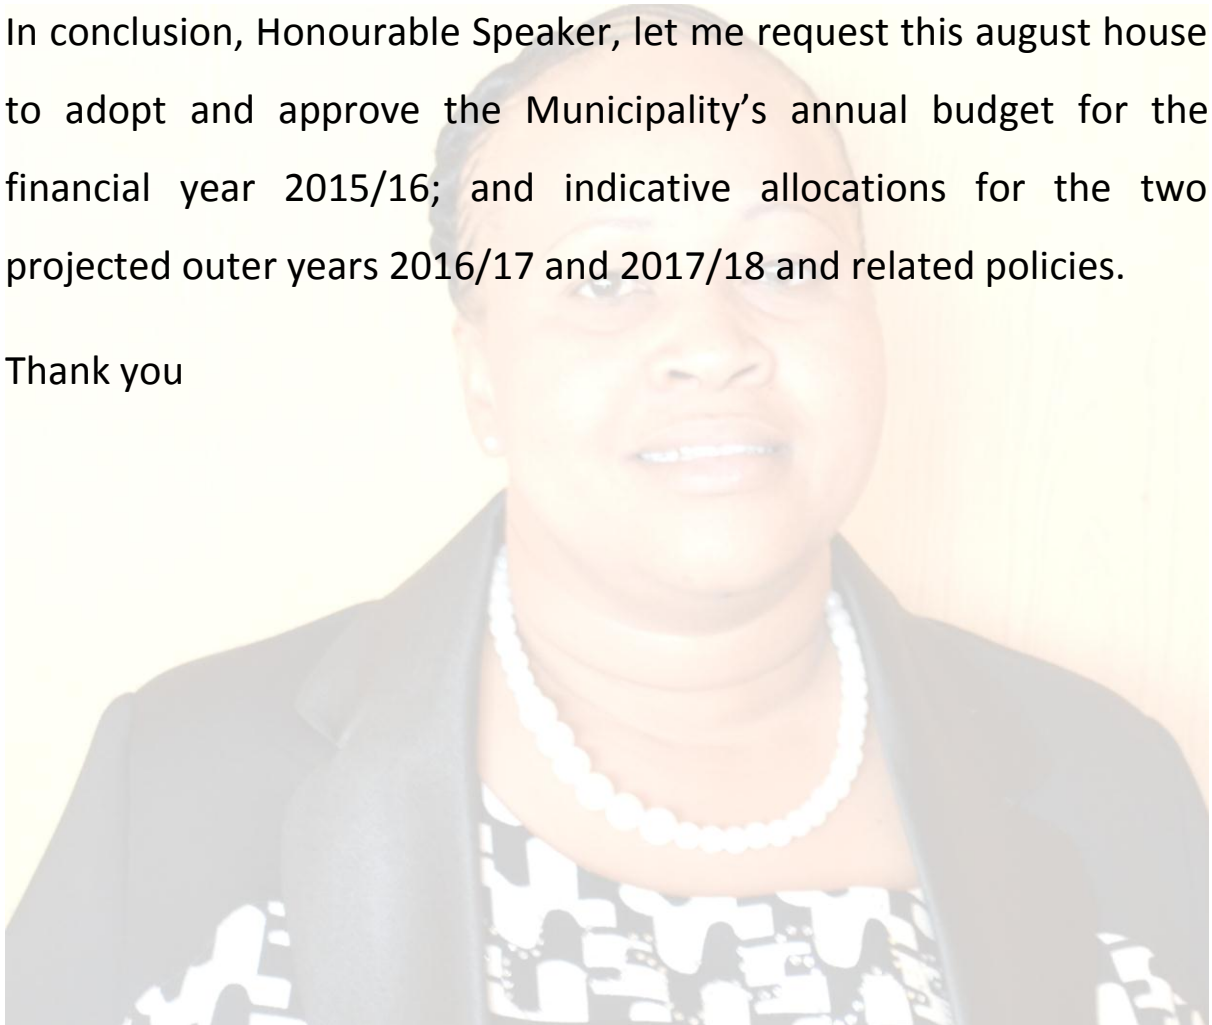 In conclusion, Honourable Speaker, let me request this august house
to adopt and approve the Municipality’s annual budget for the
financial year 2015/16; and indicative allocations for the two
projected outer years 2016/17 and 2017/18 and related policies.
Thank you